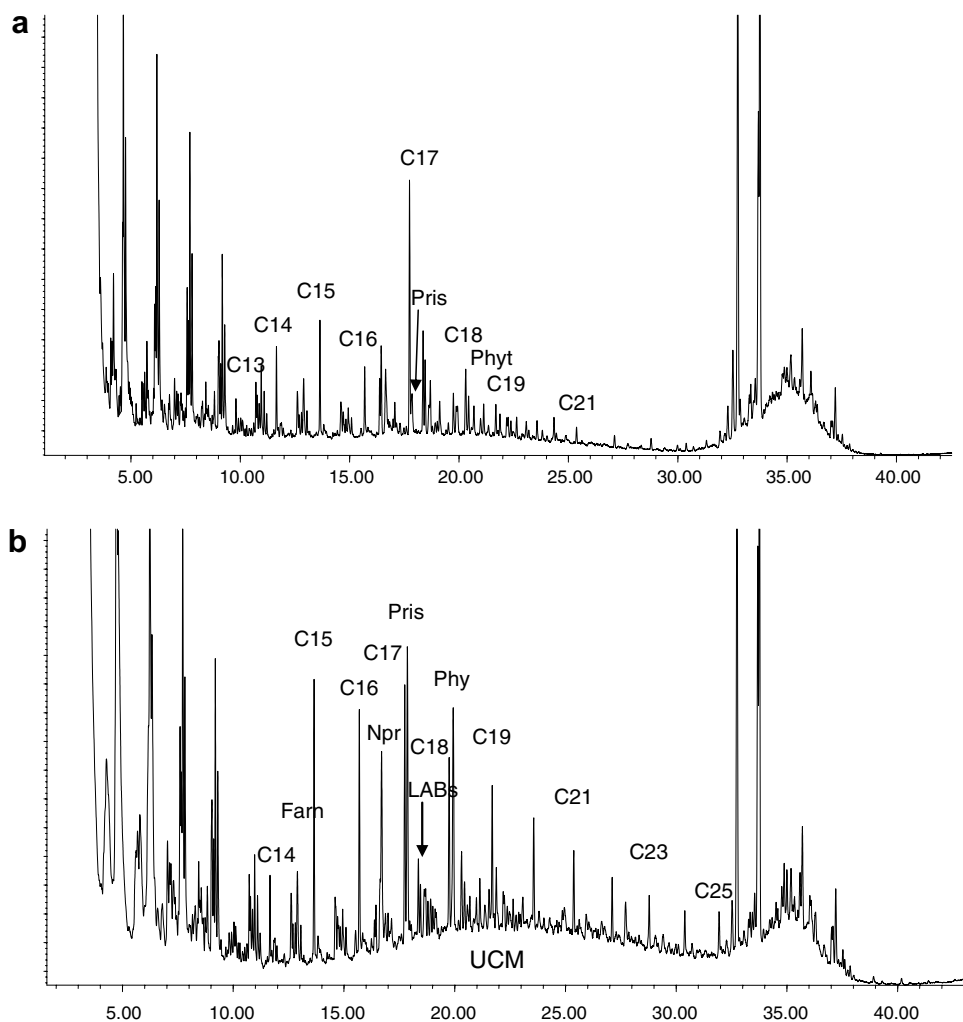 a
C17
Pris
C15
C14
C18
C16
Phyt
C13
C19
C21
5.00 10.00 15.00 20.00 25.00 30.00 35.00 40.00
b
Pris
C15
C17
C16
Phy
Npr
C18
C19
LABs
C21
Farn
C14
C23
C25
UCM
5.00 10.00 15.00 20.00 25.00 30.00 35.00 40.00